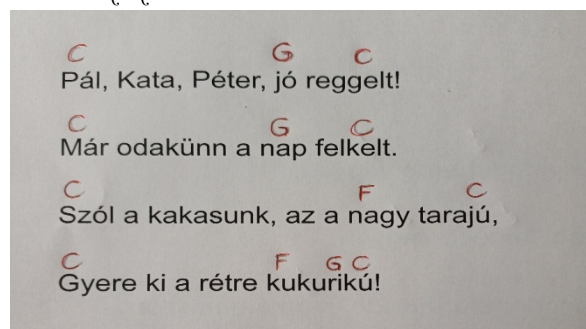 C G C
Pál, Kata, Péter, jó reggelt!
C G C
Már odakünn a nap felkelt.
C F C
Szól a kakasunk, az a nagy tarajú,
C F G C
Gyere ki a rétre kukurikú!